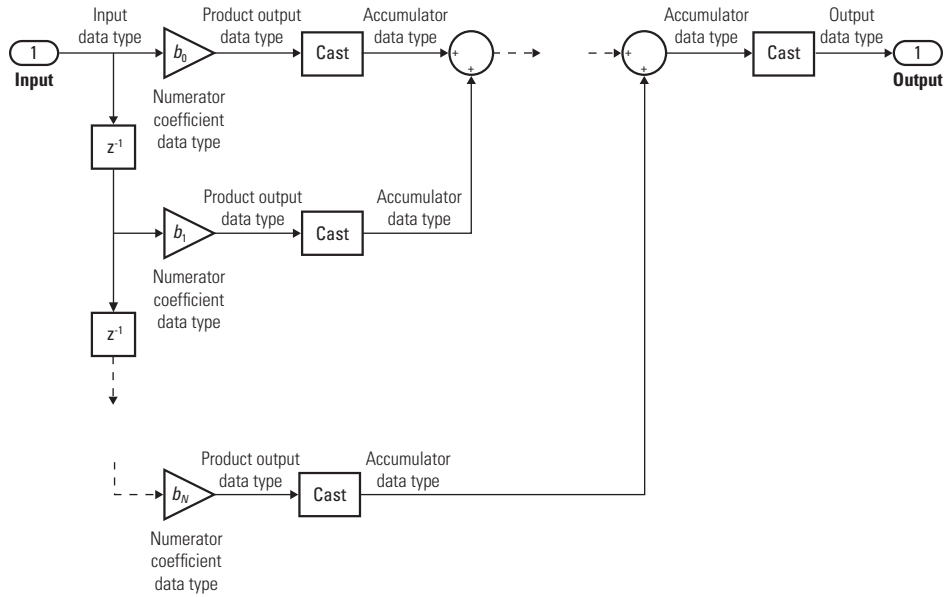 Input
data type
Product output
data type
Accumulator
data type
Accumulator
data type
Output
data type
1
Input
b0
Cast
+
+
+
+
Cast
1
Output
Numerator
coefficient
data type
z-1
Product output
data type
Accumulator
data type
b1
Cast
Numerator
coefficient
data type
z-1
Product output
data type
Accumulator
data type
bN
Cast
Numerator
coefficient
data type